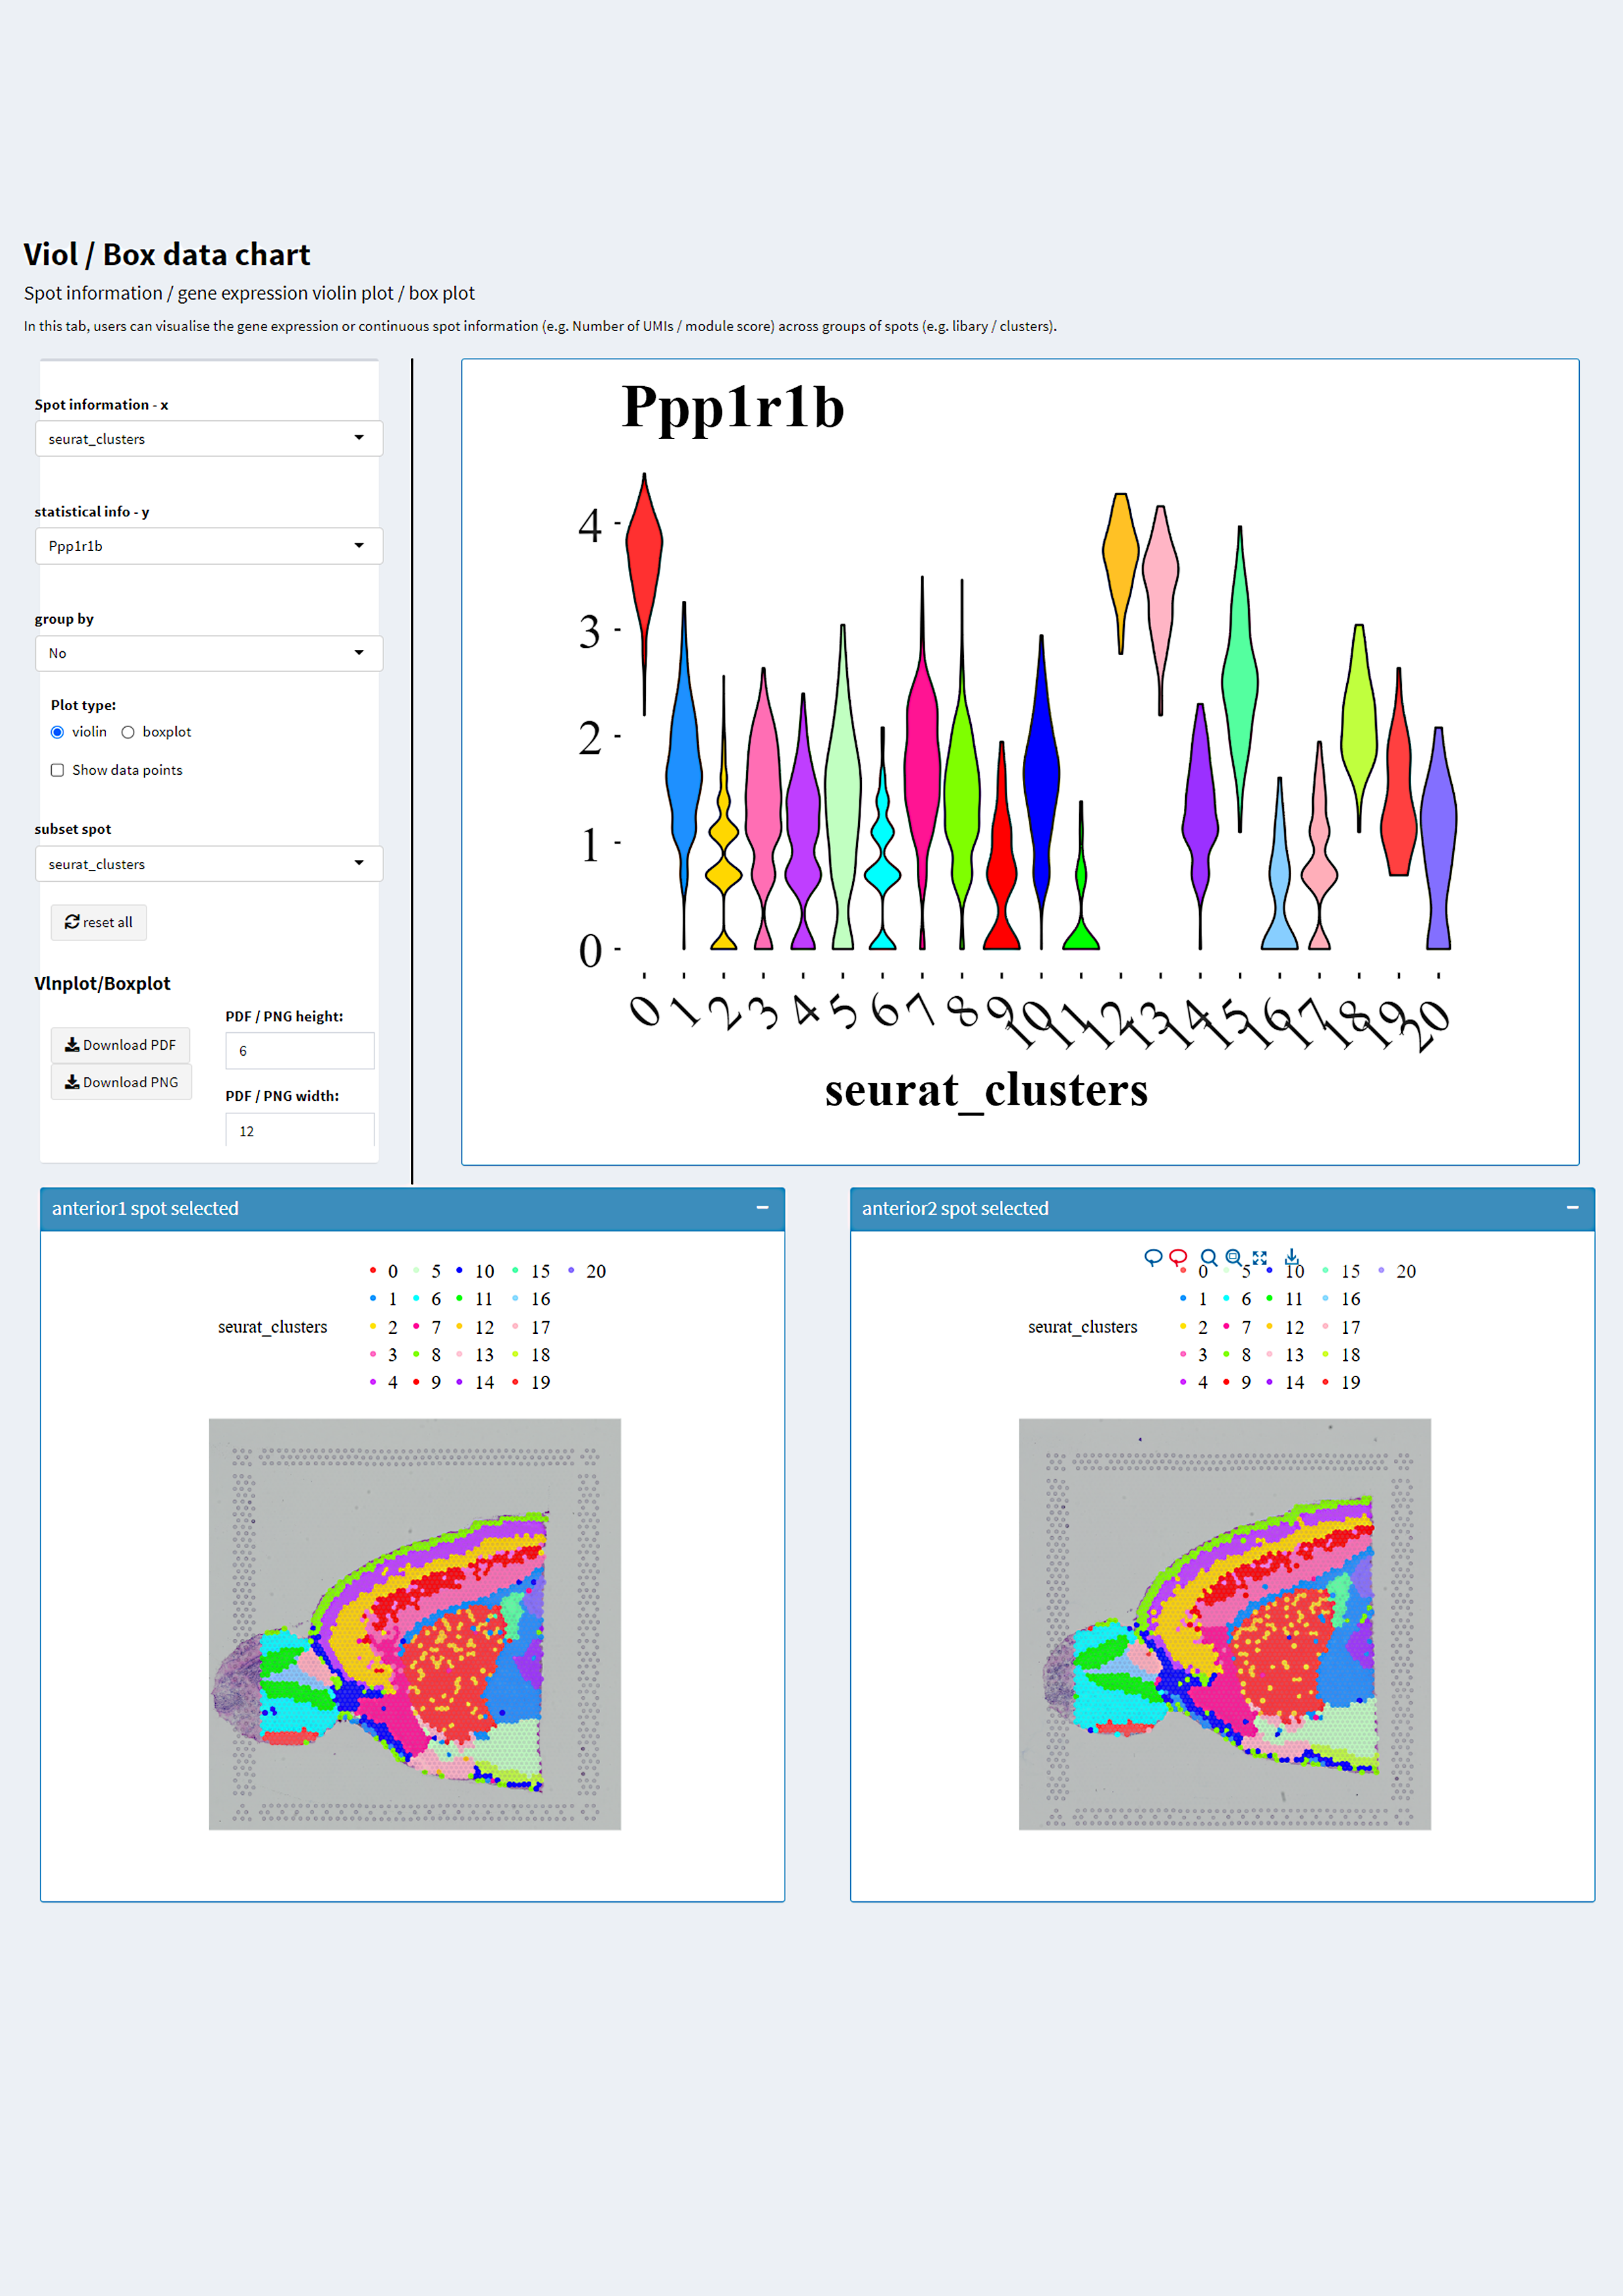 Viol / Box data chart
Spot information / gene expression violin plot / box plot
In this tab, users can visualise the gene expression or continuous spot information (e.g. Number of UMIs / module score) across groups of spots (e.g. libary / clusters).
Spot information - x
seurat_clusters
statistical info - y
Ppp1r1b
group by
No
Plot type:
violin boxplot
Show data points
subset spot
seurat_clusters
reset all
Vlnplot/Boxplot
Download PDF
Download PNG
PDF / PNG height:
6
PDF / PNG width:
12
Ppp1r1b
4
3
2
1
0
0 1 2 3 4 5 6 7 8 9 10 11 12 13 14 15 16 17 18 19 20
seurat_clusters
anterior1 spot selected
seurat_clusters
0 5 10 15 20
1 6 11 16
2 7 12 17
3 8 13 18
4 9 14 19
anterior2 spot selected
seurat_clusters
0 5 10 15 20
1 6 11 16
2 7 12 17
3 8 13 18
4 9 14 19